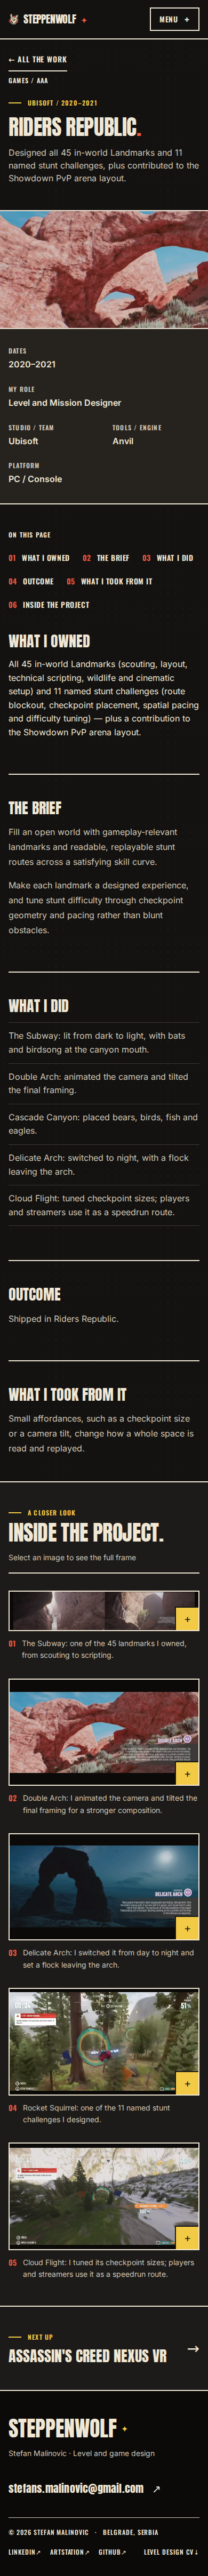 STEPPENWOLF
MENU +
← ALL THE WORK
GAMES / AAA
UBISOFT / 2020–2021
RIDERS REPUBLIC.
Designed all 45 in-world Landmarks and 11
named stunt challenges, plus contributed to the
Showdown PvP arena layout.
DATES
2020–2021
MY ROLE
Level and Mission Designer
STUDIO / TEAM
Ubisoft
TOOLS / ENGINE
Anvil
PLATFORM
PC / Console
ON THIS PAGE
01 WHAT I OWNED 02 THE BRIEF 03 WHAT I DID
04 OUTCOME 05 WHAT I TOOK FROM IT
06 INSIDE THE PROJECT
WHAT I OWNED
All 45 in-world Landmarks (scouting, layout,
technical scripting, wildlife and cinematic
setup) and 11 named stunt challenges (route
blockout, checkpoint placement, spatial pacing
and difficulty tuning) — plus a contribution to
the Showdown PvP arena layout.
THE BRIEF
Fill an open world with gameplay-relevant
landmarks and readable, replayable stunt
routes across a satisfying skill curve.
Make each landmark a designed experience,
and tune stunt difficulty through checkpoint
geometry and pacing rather than blunt
obstacles.
WHAT I DID
The Subway: lit from dark to light, with bats
and birdsong at the canyon mouth.
Double Arch: animated the camera and tilted
the final framing.
Cascade Canyon: placed bears, birds, fish and
eagles.
Delicate Arch: switched to night, with a flock
leaving the arch.
Cloud Flight: tuned checkpoint sizes; players
and streamers use it as a speedrun route.
OUTCOME
Shipped in Riders Republic.
WHAT I TOOK FROM IT
Small affordances, such as a checkpoint size
or a camera tilt, change how a whole space is
read and replayed.
A CLOSER LOOK
INSIDE THE PROJECT.
Select an image to see the full frame
+
01 The Subway: one of the 45 landmarks I owned,
from scouting to scripting.
+
02 Double Arch: I animated the camera and tilted the
final framing for a stronger composition.
DELICATE ARCH
+
03 Delicate Arch: I switched it from day to night and
set a flock leaving the arch.
+
04 Rocket Squirrel: one of the 11 named stunt
challenges I designed.
+
05 Cloud Flight: I tuned its checkpoint sizes; players
and streamers use it as a speedrun route.
NEXT UP
ASSASSIN'S CREED NEXUS VR →
STEPPENWOLF
Stefan Malinovic · Level and game design
stefans.malinovic@gmail.com ↗
© 2026 STEFAN MALINOVIC · BELGRADE, SERBIA
LINKEDIN↗ ARTSTATION↗ GITHUB↗ LEVEL DESIGN CV↓